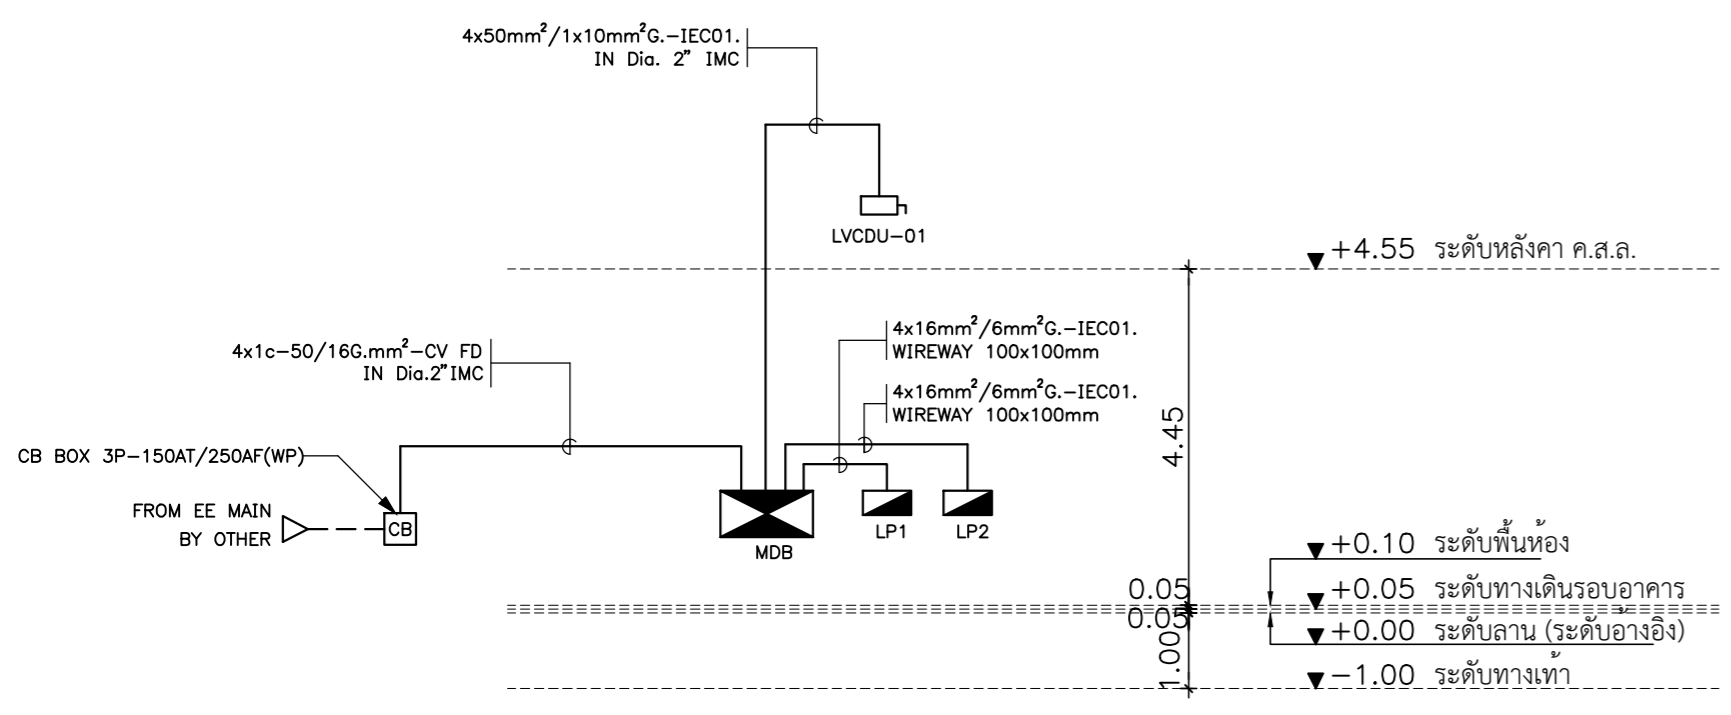 4x50mm²/1x10mm²G.-IEC01.
IN Dia. 2" IMC
LVCDU-01
+4.55 ระดับหลังคา ค.ส.ล.
4x16mm²/6mm²G.-IEC01.
WIREWAY 100x100mm
4x1c-50/16G.mm²-CV FD
IN Dia.2"IMC
4x16mm²/6mm²G.-IEC01.
WIREWAY 100x100mm
4.45
CB BOX 3P-150AT/250AF(WP)
FROM EE MAIN
BY OTHER
CB
MDB
LP1
LP2
+0.10 ระดับพื้นห้อง
0.05
+0.05 ระดับทางเดินรอบอาคาร
0.05
+0.00 ระดับลาน (ระดับอ้างอิง)
1.00
-1.00 ระดับทางเท้า